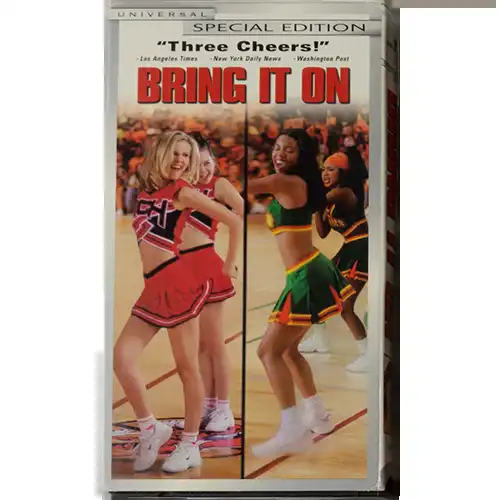 UNIVERSAL
SPECIAL EDITION
“Three Cheers!”
- Los Angeles Times - New York Daily News - Washington Post
BRING IT ON